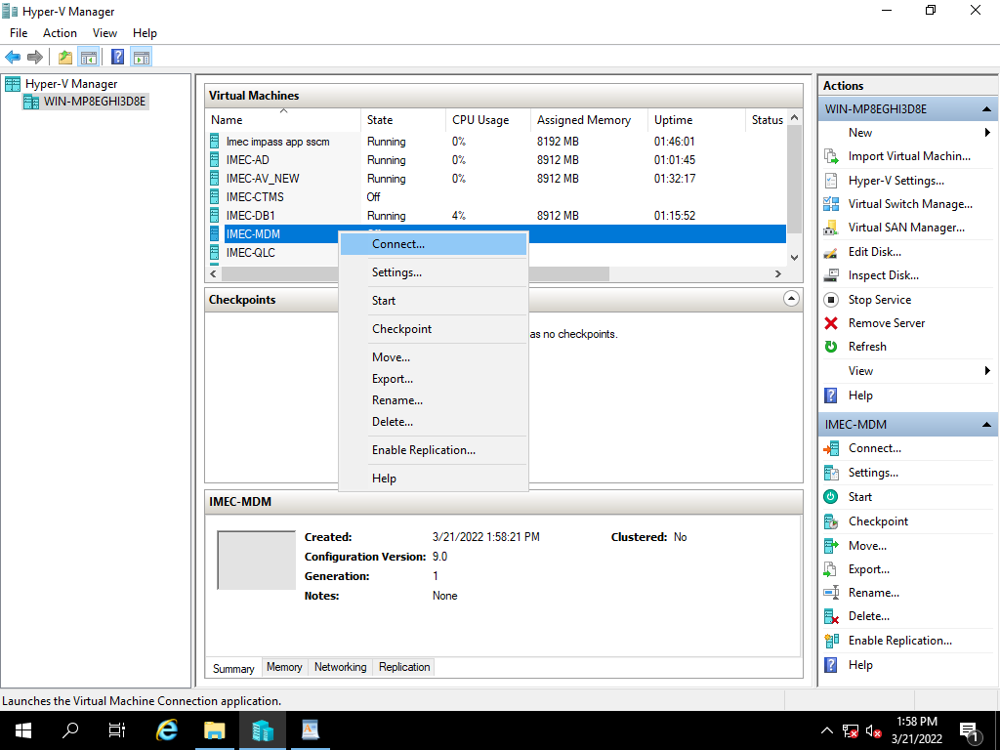 Hyper-V Manager
File Action View Help
Hyper-V Manager
WIN-MP8EGHI3D8E
Virtual Machines
Name State CPU Usage Assigned Memory Uptime Status
Imec impass app sscm Running 0% 8192 MB 01:46:01
IMEC-AD Running 0% 8912 MB 01:01:45
IMEC-AV_NEW Running 0% 8912 MB 01:32:17
IMEC-CTMS Off
IMEC-DB1 Running 4% 8912 MB 01:15:52
IMEC-MDM
IMEC-QLC
Connect...
Settings...
Start
Checkpoint
Move...
Export...
Rename...
Delete...
Enable Replication...
Help
Checkpoints
as no checkpoints.
IMEC-MDM
Created: 3/21/2022 1:58:21 PM Clustered: No
Configuration Version: 9.0
Generation: 1
Notes: None
Summary Memory Networking Replication
Actions
WIN-MP8EGHI3D8E
New
Import Virtual Machin...
Hyper-V Settings...
Virtual Switch Manage...
Virtual SAN Manager...
Edit Disk...
Inspect Disk...
Stop Service
Remove Server
Refresh
View
Help
IMEC-MDM
Connect...
Settings...
Start
Checkpoint
Move...
Export...
Rename...
Delete...
Enable Replication...
Help
Launches the Virtual Machine Connection application.
1:58 PM
3/21/2022
1